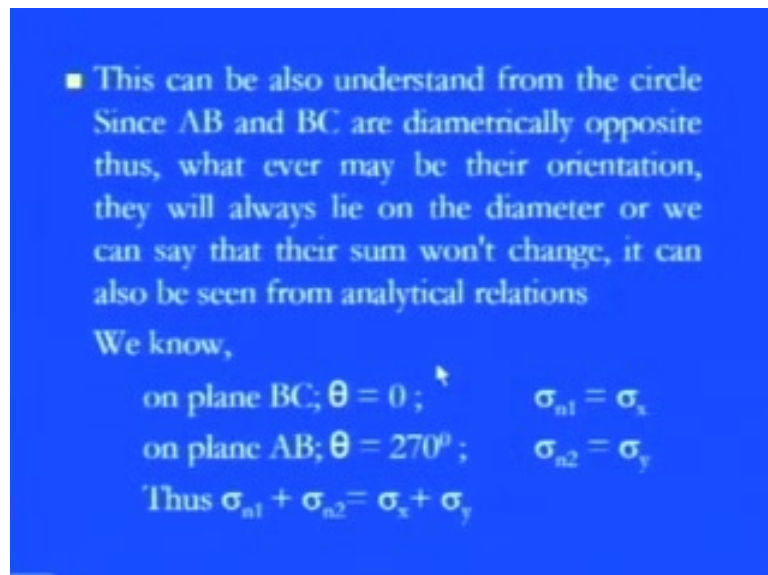 This can be also understand from the circle
Since AB and BC are diametrically opposite
thus, what ever may be their orientation,
they will always lie on the diameter or we
can say that their sum won't change, it can
also be seen from analytical relations
We know,
on plane BC; θ = 0 ; σn1 = σx
on plane AB; θ = 270⁰ ; σn2 = σy
Thus σn1 + σn2= σx+ σy